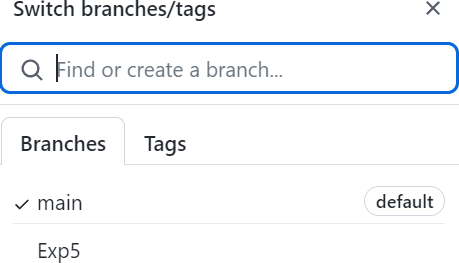 Switch branches/tags
Find or create a branch...
Branches Tags
main default
Exp5